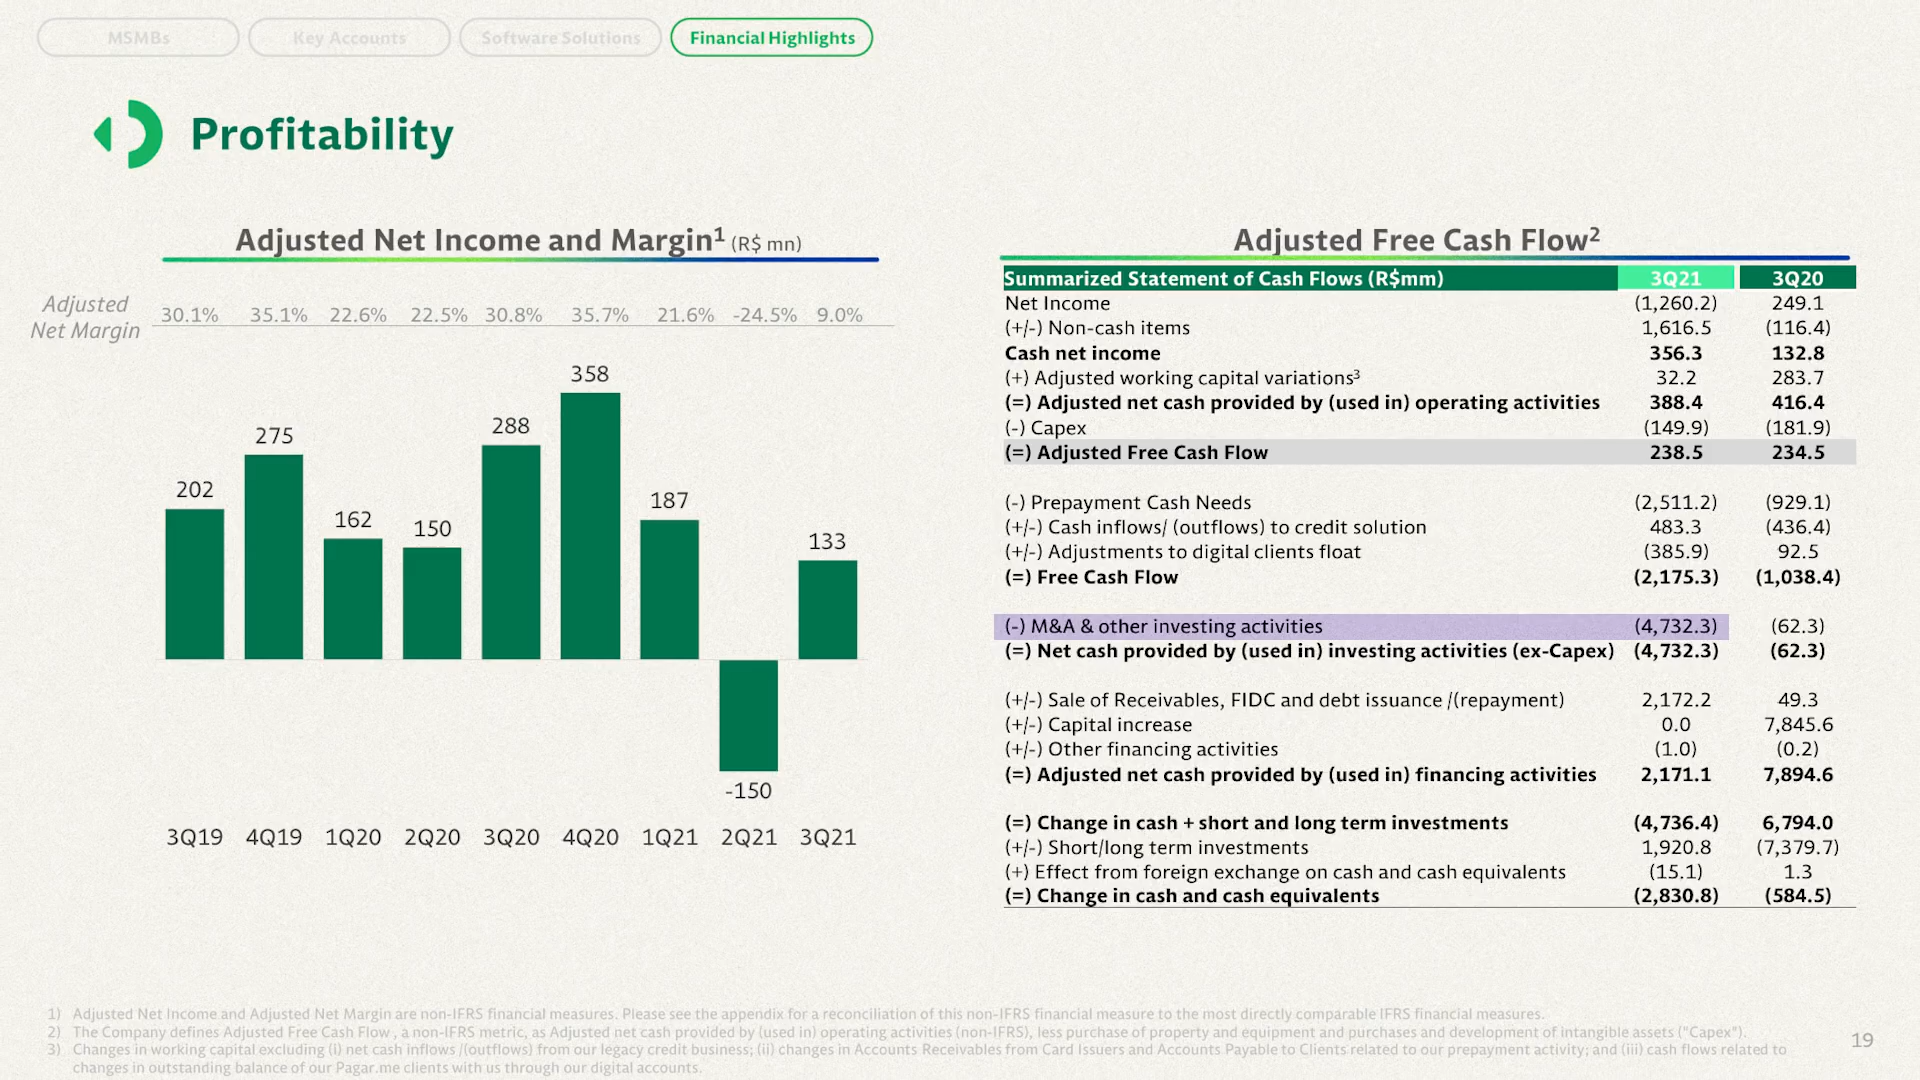 MSMBs Key Accounts Software Solutions Financial Highlights
Profitability
Adjusted Net Income and Margin¹ (R$ mn)
Adjusted
Net Margin
30.1% 35.1% 22.6% 22.5% 30.8% 35.7% 21.6% -24.5% 9.0%
202 275 162 150 288 358 187 -150 133
3Q19 4Q19 1Q20 2Q20 3Q20 4Q20 1Q21 2Q21 3Q21
Adjusted Free Cash Flow²
Summarized Statement of Cash Flows (R$mm) 3Q21 3Q20
Net Income (1,260.2) 249.1
(+/-) Non-cash items 1,616.5 (116.4)
Cash net income 356.3 132.8
(+) Adjusted working capital variations³ 32.2 283.7
(=) Adjusted net cash provided by (used in) operating activities 388.4 416.4
(-) Capex (149.9) (181.9)
(=) Adjusted Free Cash Flow 238.5 234.5
(-) Prepayment Cash Needs (2,511.2) (929.1)
(+/-) Cash inflows/ (outflows) to credit solution 483.3 (436.4)
(+/-) Adjustments to digital clients float (385.9) 92.5
(=) Free Cash Flow (2,175.3) (1,038.4)
(-) M&A & other investing activities (4,732.3) (62.3)
(=) Net cash provided by (used in) investing activities (ex-Capex) (4,732.3) (62.3)
(+/-) Sale of Receivables, FIDC and debt issuance /(repayment) 2,172.2 49.3
(+/-) Capital increase 0.0 7,845.6
(+/-) Other financing activities (1.0) (0.2)
(=) Adjusted net cash provided by (used in) financing activities 2,171.1 7,894.6
(=) Change in cash + short and long term investments (4,736.4) 6,794.0
(+/-) Short/long term investments 1,920.8 (7,379.7)
(+) Effect from foreign exchange on cash and cash equivalents (15.1) 1.3
(=) Change in cash and cash equivalents (2,830.8) (584.5)
1) Adjusted Net Income and Adjusted Net Margin are non-IFRS financial measures. Please see the appendix for a reconciliation of this non-IFRS financial measure to the most directly comparable IFRS financial measures.
2) The Company defines Adjusted Free Cash Flow , a non-IFRS metric, as Adjusted net cash provided by (used in) operating activities (non-IFRS), less purchase of property and equipment and purchases and development of intangible assets ("Capex").
3) Changes in working capital excluding (i) net cash inflows /(outflows) from our legacy credit business; (ii) changes in Accounts Receivables from Card Issuers and Accounts Payable to Clients related to our prepayment activity; and (iii) cash flows related to
changes in outstanding balance of our Pagar.me clients with us through our digital accounts.
19